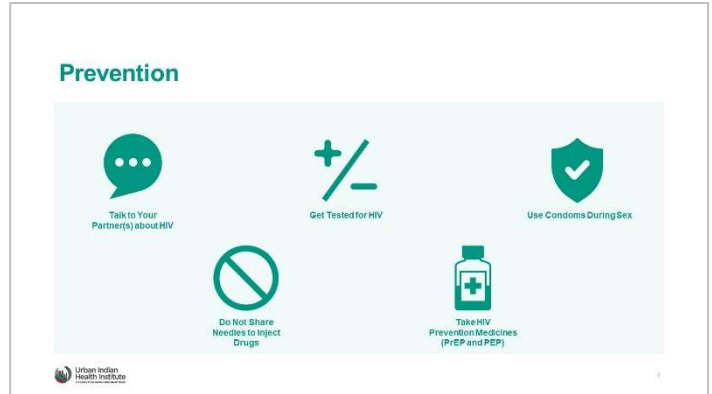 Prevention
Talk to Your
Partner(s) about HIV
Get Tested for HIV
Use Condoms During Sex
Do Not Share
Needles to Inject
Drugs
Take HIV
Prevention Medicines
(PrEP and PEP)
Urban Indian
Health Institute
4